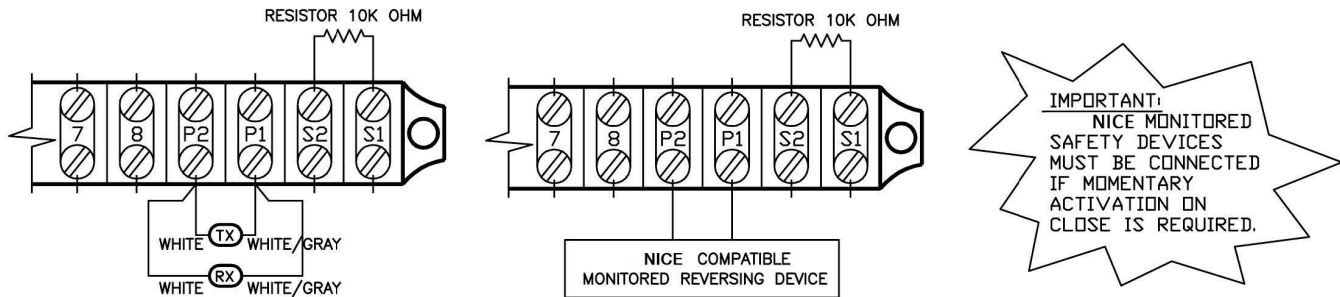 RESISTOR 10K OHM
7 8 P2 P1 S2 S1
WHITE TX WHITE/GRAY
WHITE RX WHITE/GRAY
RESISTOR 10K OHM
7 8 P2 P1 S2 S1
NICE COMPATIBLE
MONITORED REVERSING DEVICE
IMPORTANT:
NICE MONITORED
SAFETY DEVICES
MUST BE CONNECTED
IF MOMENTARY
ACTIVATION ON
CLOSE IS REQUIRED.